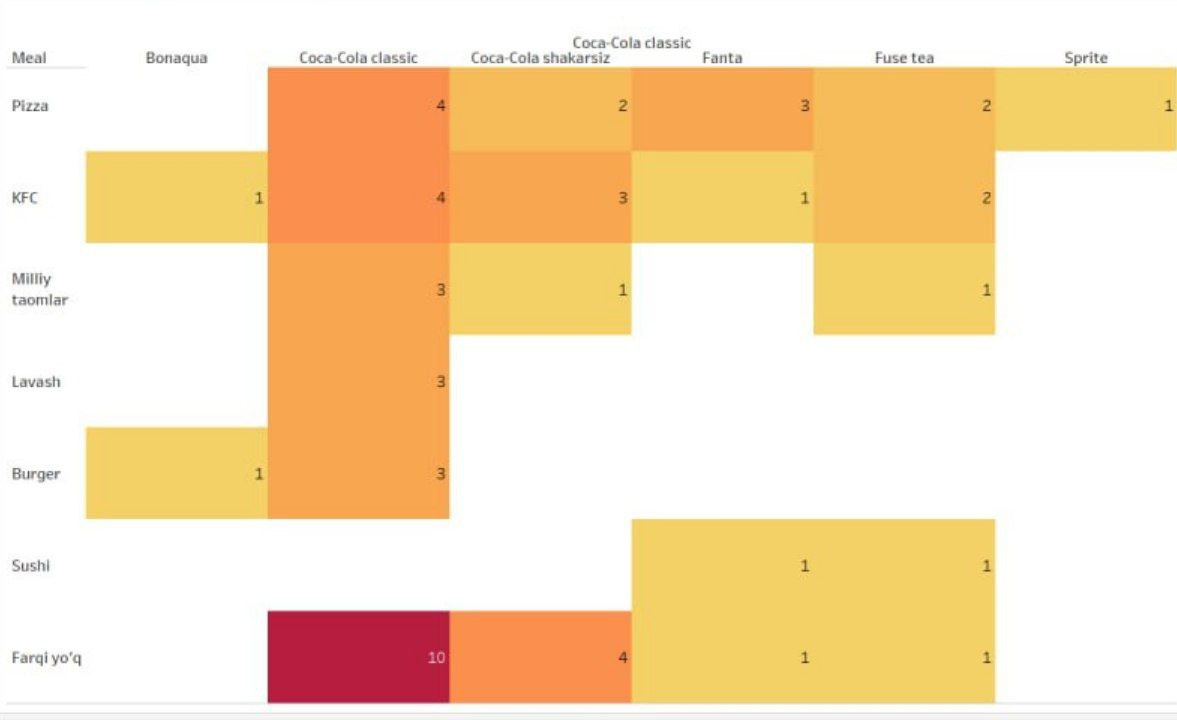 Coca-Cola classic
Meal Bonaqua Coca-Cola classic Coca-Cola shakarsiz Fanta Fuse tea Sprite
Pizza 4 2 3 2 1
KFC 1 4 3 1 2
Milliy
taomlar 3 1 1
Lavash 3
Burger 1 3
Sushi 1 1
Farqi yo'q 10 4 1 1